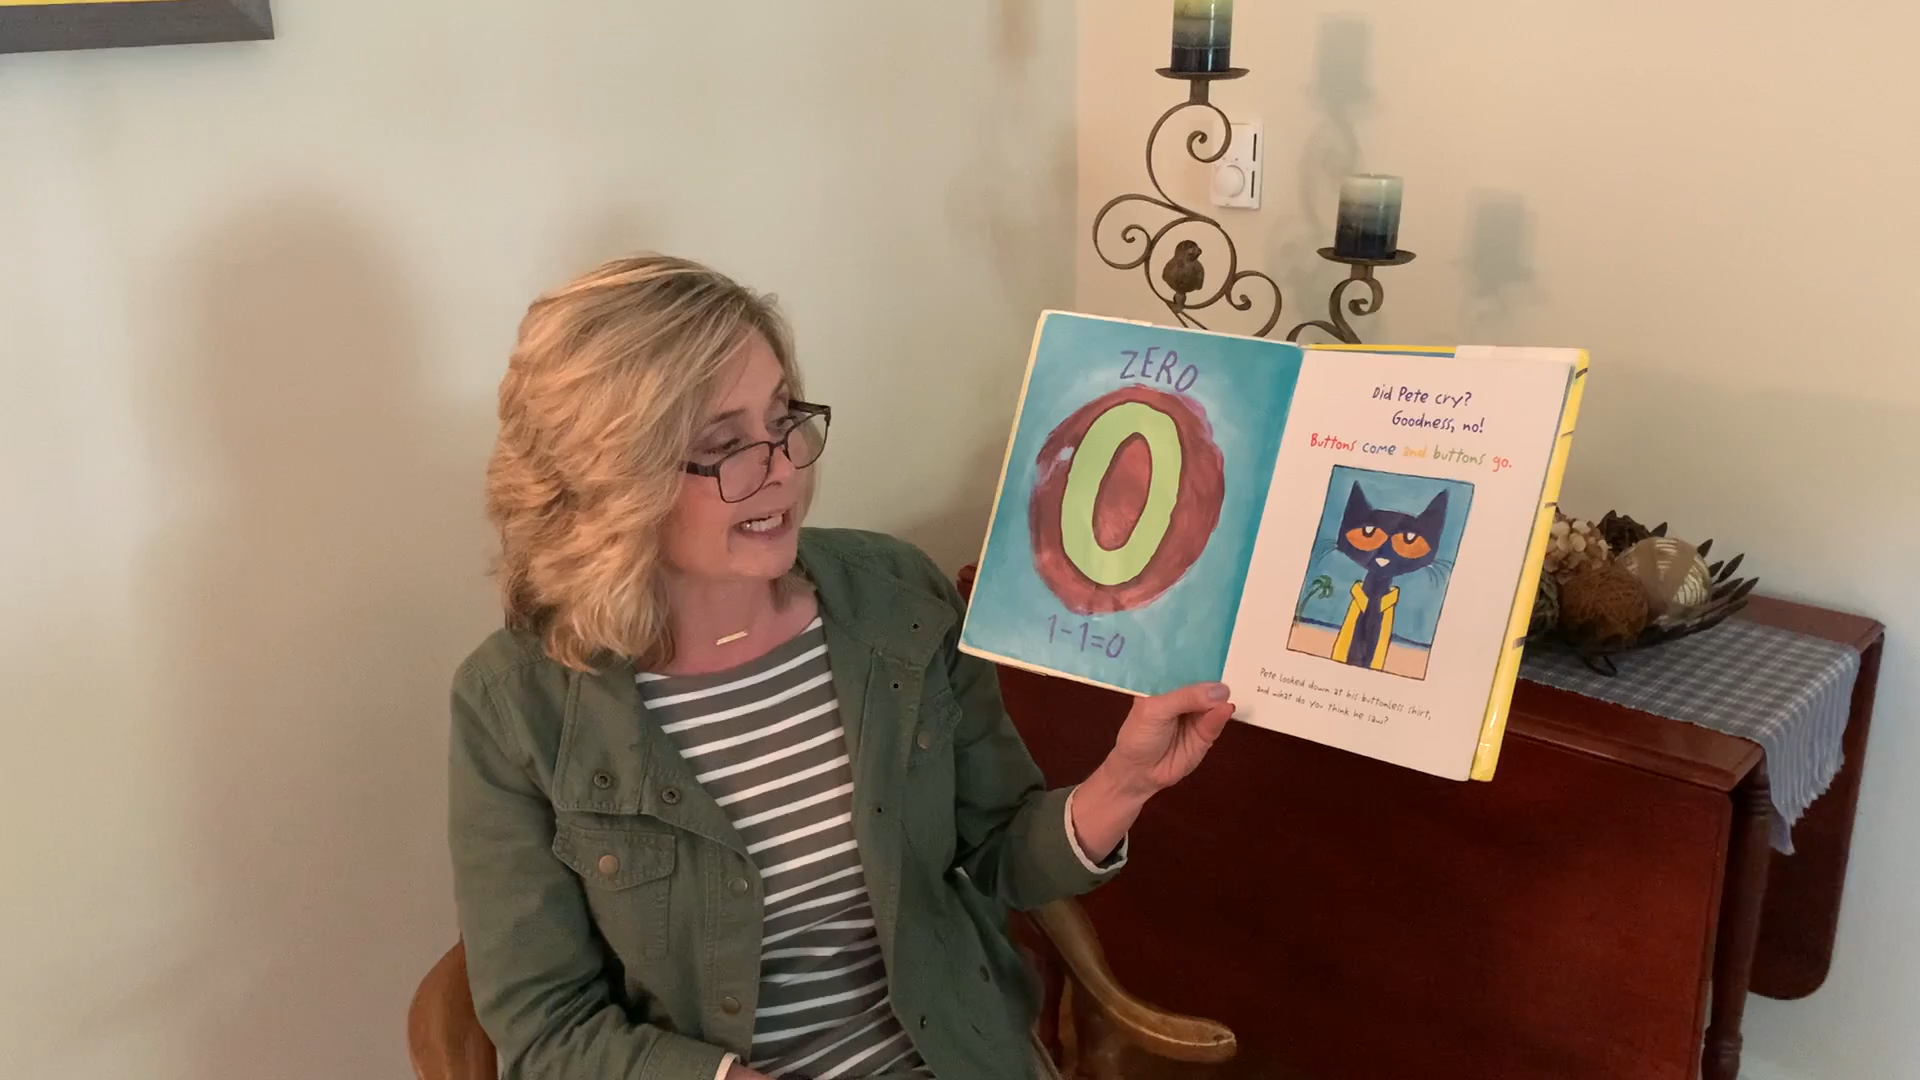 ZERO
0
1-1=0
Did Pete cry?
Goodness, no!
Buttons come and buttons go.
Pete looked down at his buttonless shirt,
and what do you think he saw?